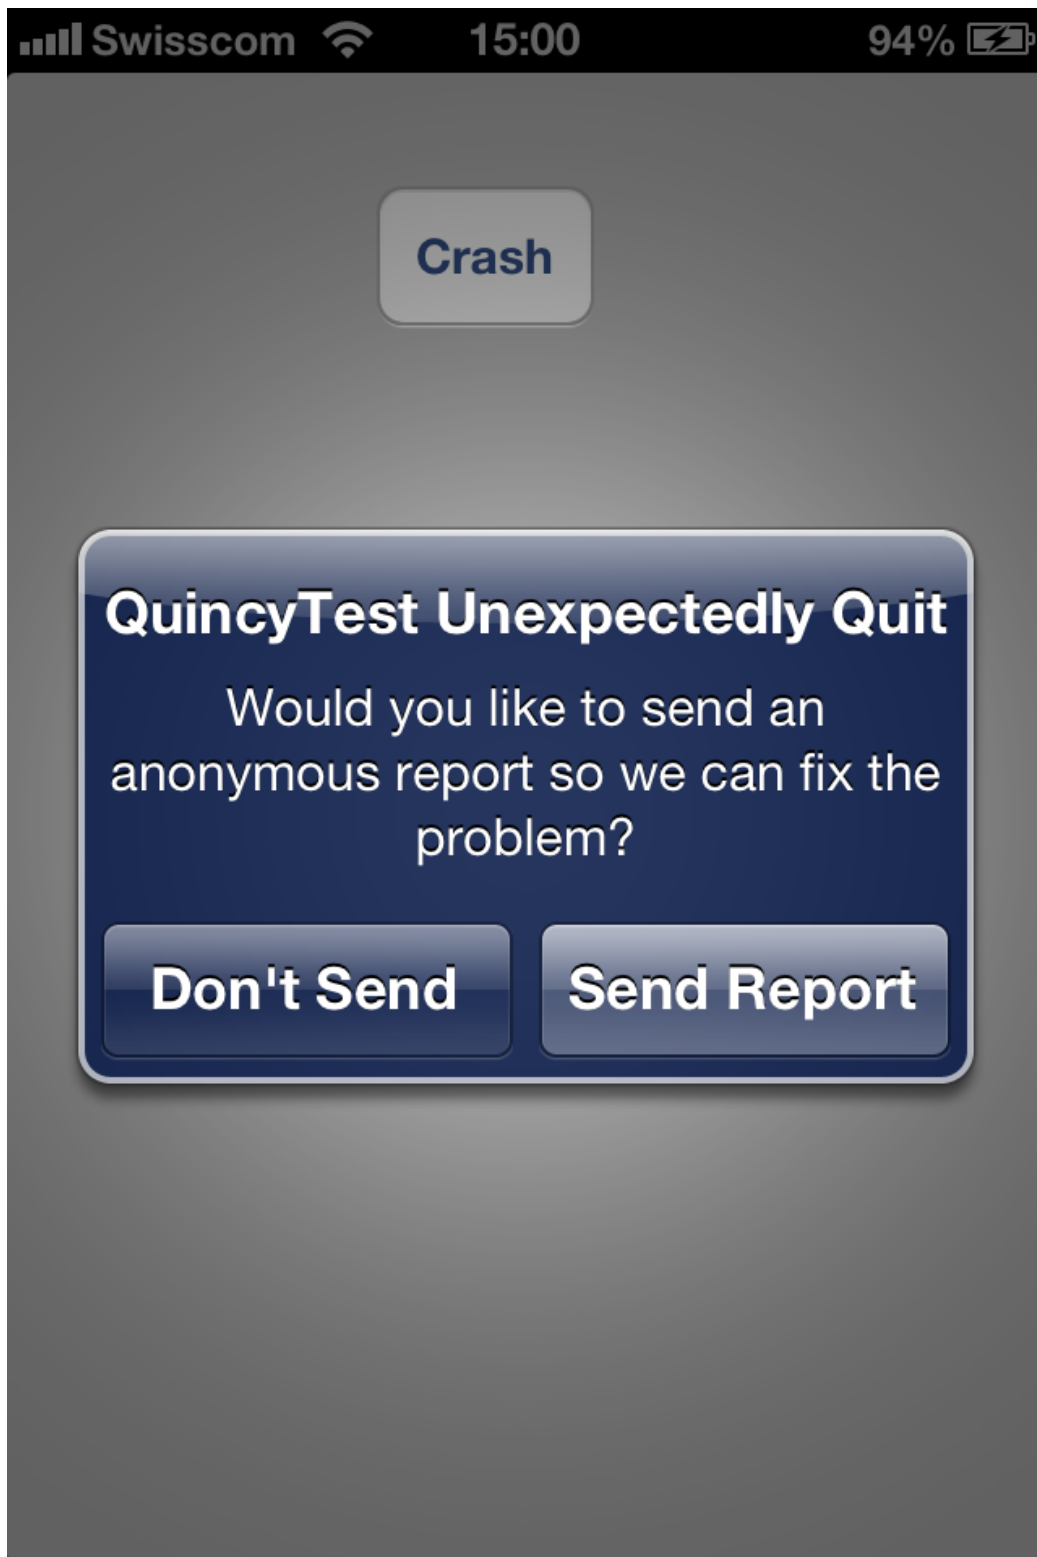 Swisscom 15:00 94%
Crash
QuincyTest Unexpectedly Quit
Would you like to send an
anonymous report so we can fix the
problem?
Don't Send Send Report